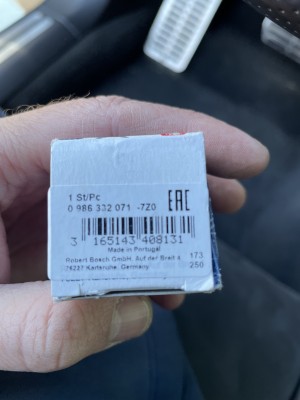 1 St/Pc
0 986 332 071 -7Z0 EAC
3 165143 408131
Made in Portugal
Robert Bosch GmbH. Auf der Breit 4 173
76227 Karlsruhe, Germany 250